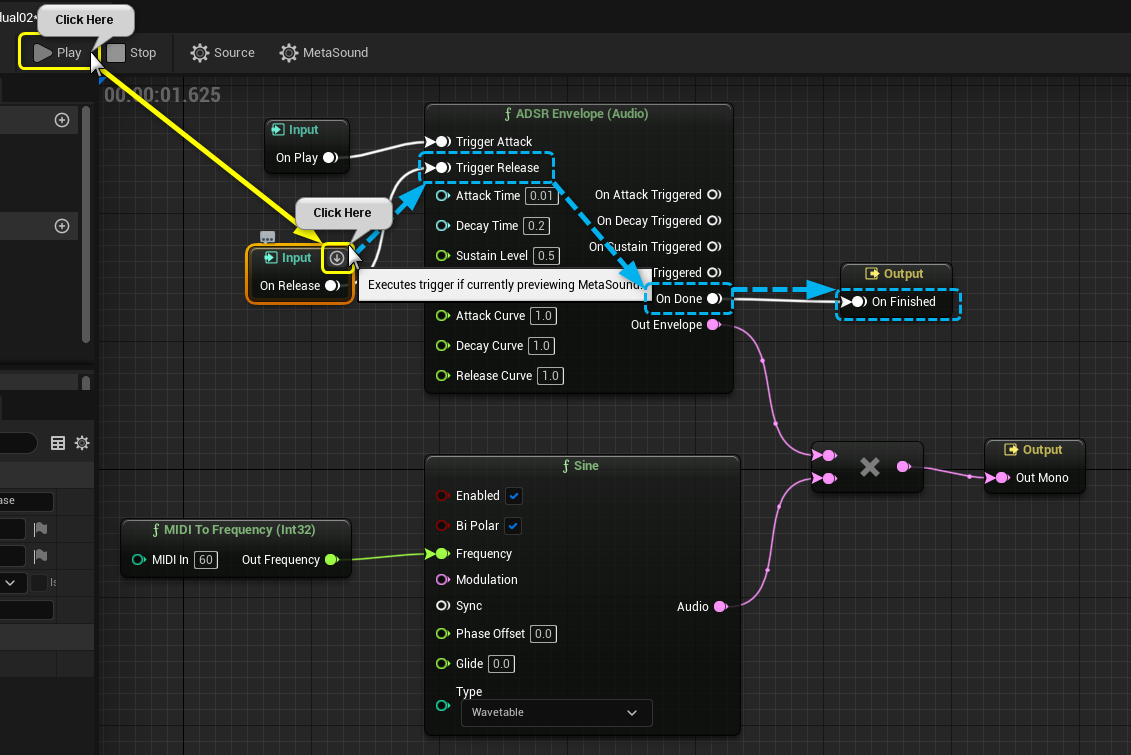 dual02*
Click Here
Play
Stop
Source
MetaSound
00:00:01.625
ADSR Envelope (Audio)
Input
On Play
Trigger Attack
Trigger Release
Attack Time 0.01
On Attack Triggered
Decay Time 0.2
On Decay Triggered
Click Here
Sustain Level 0.5
On Sustain Triggered
Input
On Release
Executes trigger if currently previewing MetaSound.
Triggered
On Done
Output
On Finished
Attack Curve 1.0
Out Envelope
Decay Curve 1.0
Release Curve 1.0
Output
Out Mono
Sine
Enabled
Bi Polar
MIDI To Frequency (Int32)
MIDI In 60
Out Frequency
Frequency
Modulation
Sync
Audio
Phase Offset 0.0
Glide 0.0
Type
Wavetable
ase
Is